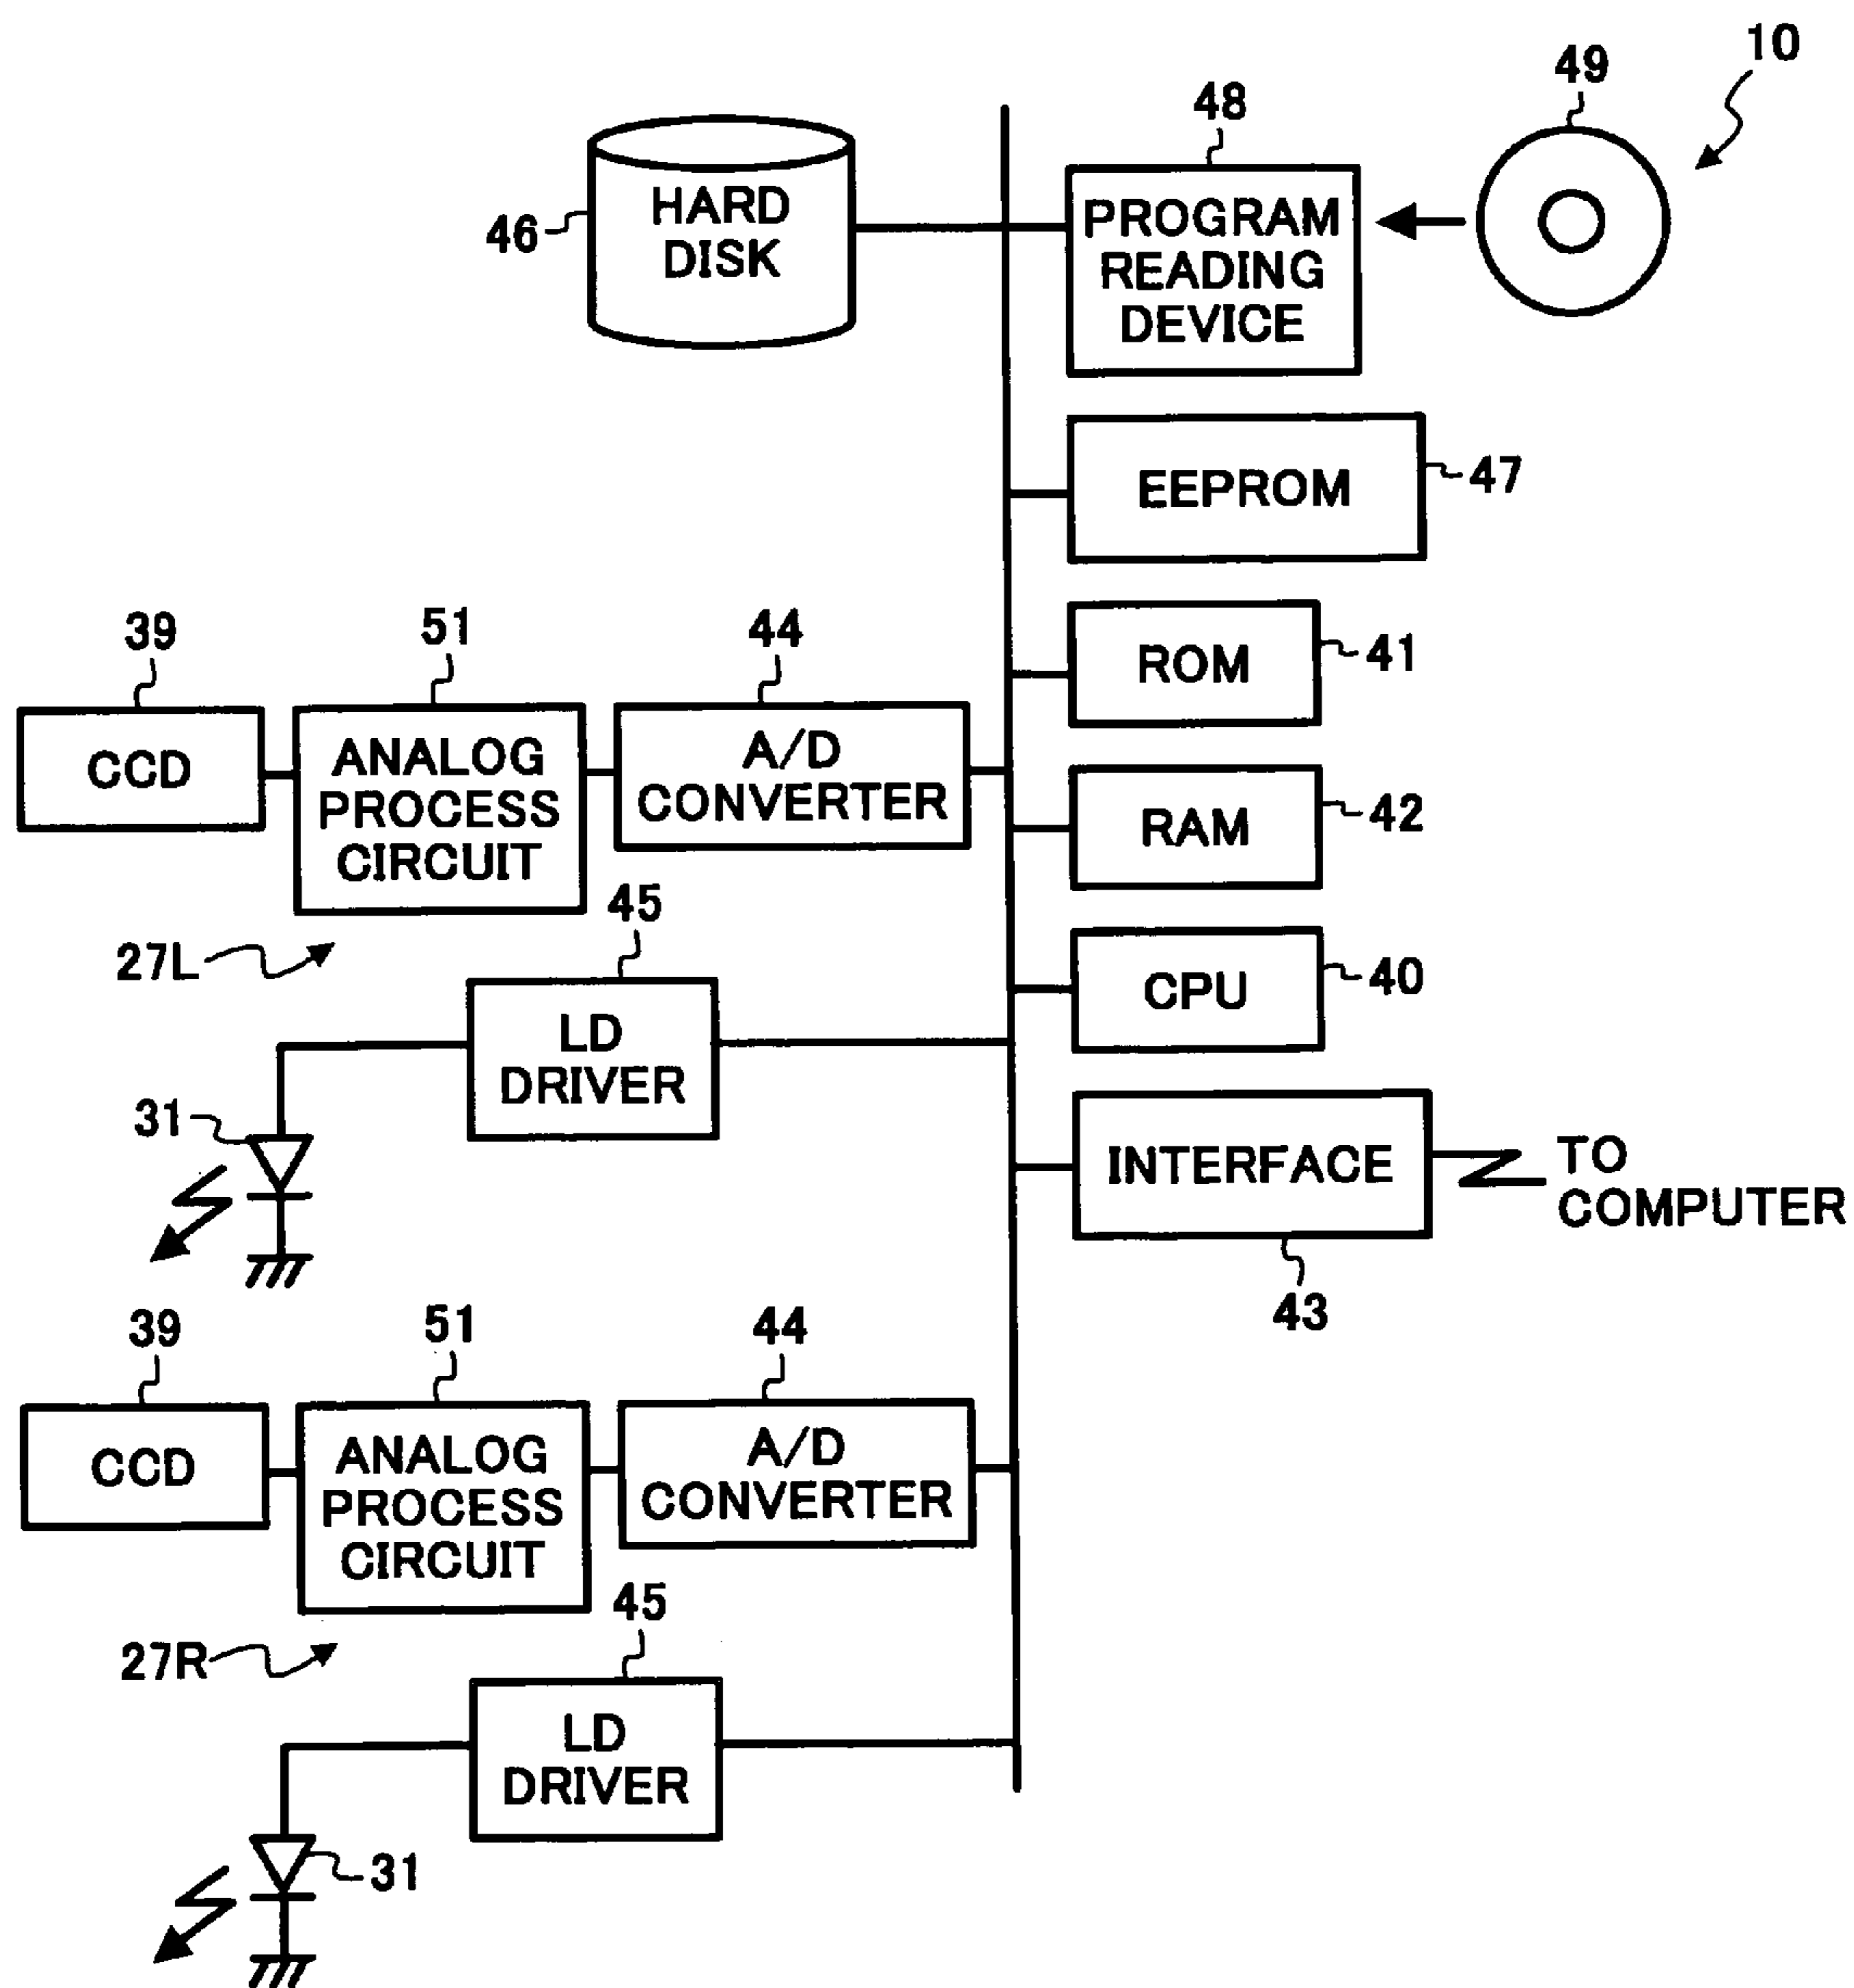 10
49
48
HARD
DISK
46
PROGRAM
READING
DEVICE
EEPROM
47
39
51
44
ROM
41
CCD
ANALOG
PROCESS
CIRCUIT
A/D
CONVERTER
RAM
42
45
27L
CPU
40
LD
DRIVER
31
INTERFACE
TO
COMPUTER
43
39
51
44
CCD
ANALOG
PROCESS
CIRCUIT
A/D
CONVERTER
45
27R
LD
DRIVER
31